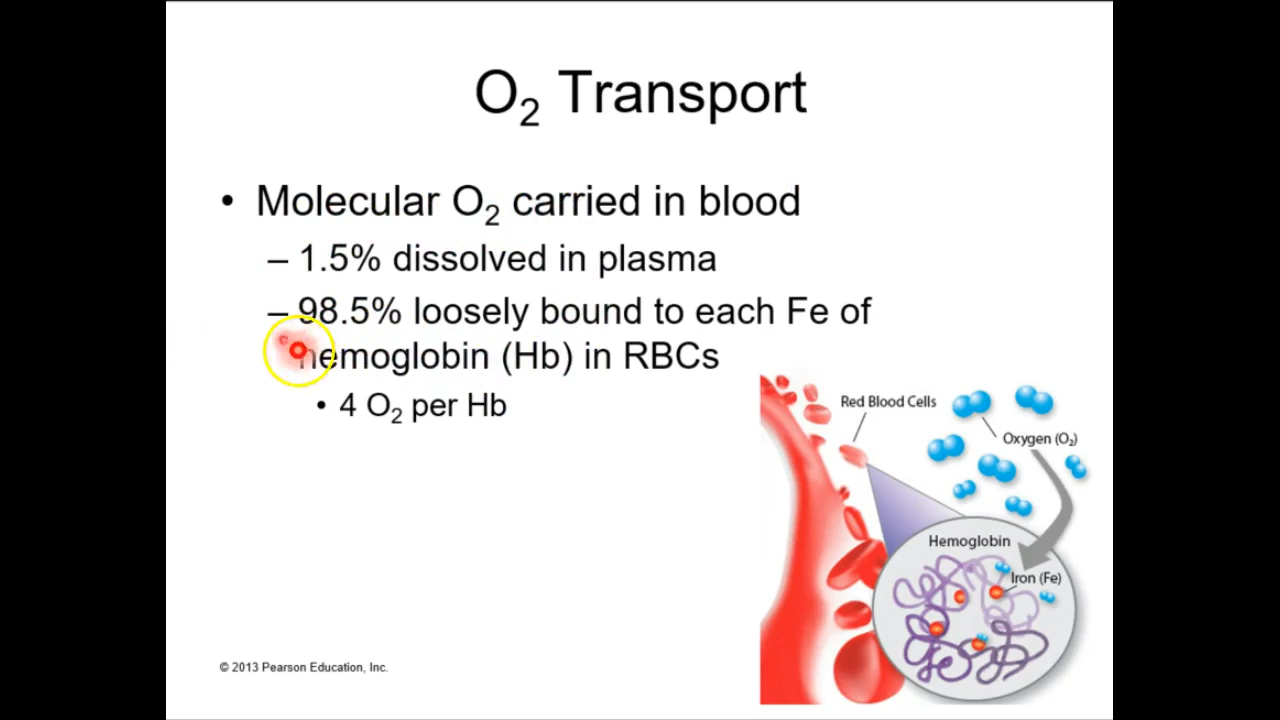 O₂ Transport
• Molecular O₂ carried in blood
– 1.5% dissolved in plasma
– 98.5% loosely bound to each Fe of
hemoglobin (Hb) in RBCs
• 4 O₂ per Hb
Red Blood Cells
Oxygen (O₂)
Hemoglobin
Iron (Fe)
© 2013 Pearson Education, Inc.